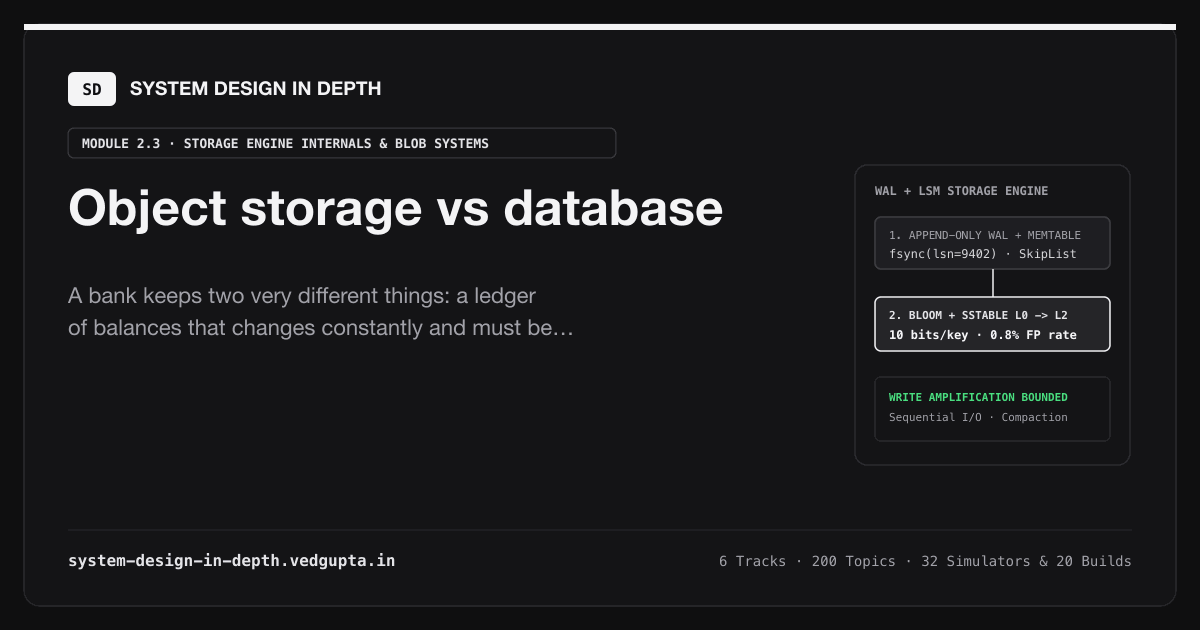 SD
SYSTEM DESIGN IN DEPTH
MODULE 2.3 · STORAGE ENGINE INTERNALS & BLOB SYSTEMS
Object storage vs database
A bank keeps two very different things: a ledger
of balances that changes constantly and must be…
WAL + LSM STORAGE ENGINE
1. APPEND-ONLY WAL + MEMTABLE
fsync(lsn=9402) · SkipList
2. BLOOM + SSTABLE L0 -> L2
10 bits/key · 0.8% FP rate
WRITE AMPLIFICATION BOUNDED
Sequential I/O · Compaction
system-design-in-depth.vedgupta.in
6 Tracks · 200 Topics · 32 Simulators & 20 Builds